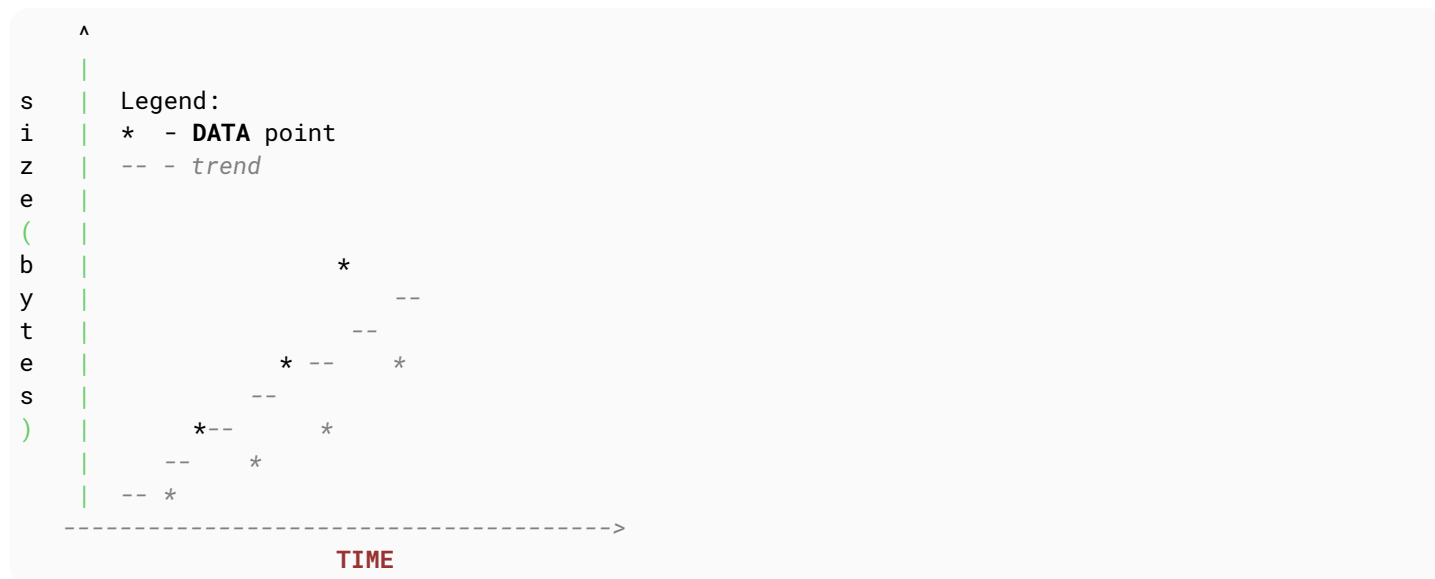 ^
     |
s    |  Legend:
i    |  *  - DATA point
z    |  -- - trend
e    |
(    |
b    |                 *
y    |                     --
t    |                  --
e    |             * --    *
s    |           --
)    |       *--      *
     |     --    *
     |  -- *
    -------------------------------------->
                       TIME